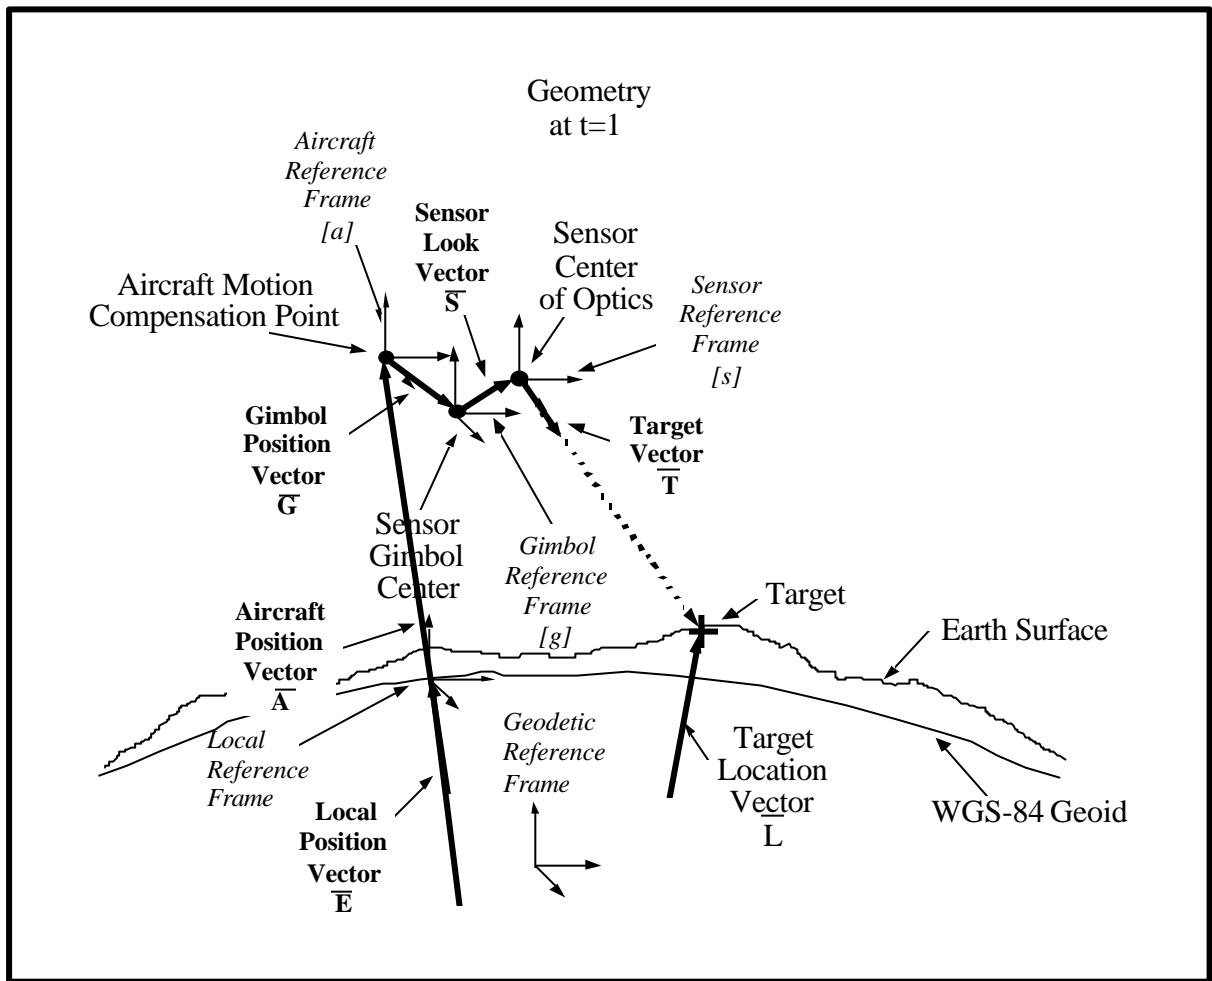 Geometry
at t=1
Aircraft
Reference
Frame
[a]
Sensor
Look
Vector
S
Sensor
Center
of Optics
Sensor
Reference
Frame
[s]
Aircraft Motion
Compensation Point
Gimbol
Position
Vector
G
Target
Vector
T
Sensor
Gimbol
Center
Gimbol
Reference
Frame
[g]
Aircraft
Position
Vector
A
Target
Earth Surface
Local
Reference
Frame
Geodetic
Reference
Frame
Target
Location
Vector
L
WGS-84 Geoid
Local
Position
Vector
E